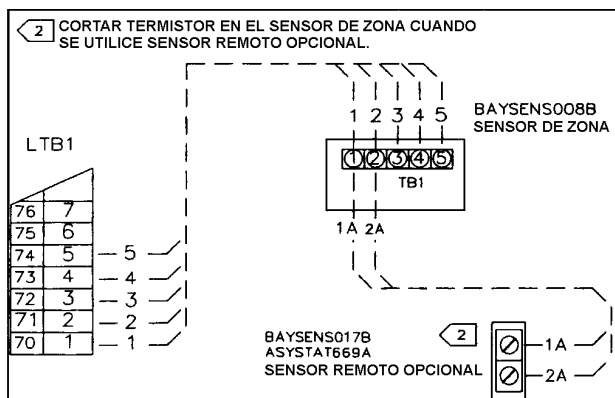 2 CORTAR TERMISTOR EN EL SENSOR DE ZONA CUANDO
SE UTILICE SENSOR REMOTO OPCIONAL.
1 2 3 4 5
BAYSENS008B
SENSOR DE ZONA
1 2 3 4 5
TB1
1A 2A
LTB1
76 7
75 6
74 5 5
73 4 4
72 3 3
71 2 2
70 1 1
BAYSENS017B
ASYSTAT669A
SENSOR REMOTO OPCIONAL
2
1A
2A